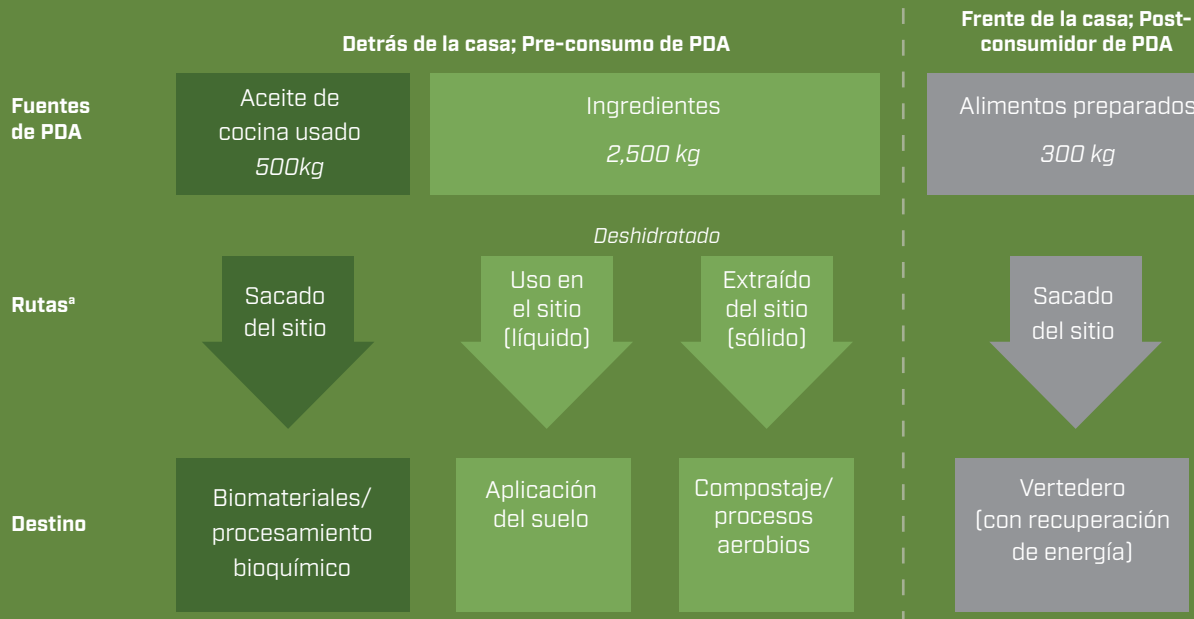 Detrás de la casa; Pre-consumo de PDA
Frente de la casa; Post-
consumidor de PDA
Fuentes
de PDA
Aceite de
cocina usado
500kg
Ingredientes
2,500 kg
Alimentos preparados
300 kg
Deshidratado
Rutasª
Sacado
del sitio
Uso en
el sitio
(líquido)
Extraído
del sitio
(sólido)
Sacado
del sitio
Destino
Biomateriales/
procesamiento
bioquímico
Aplicación
del suelo
Compostaje/
procesos
aerobios
Vertedero
(con recuperación
de energía)